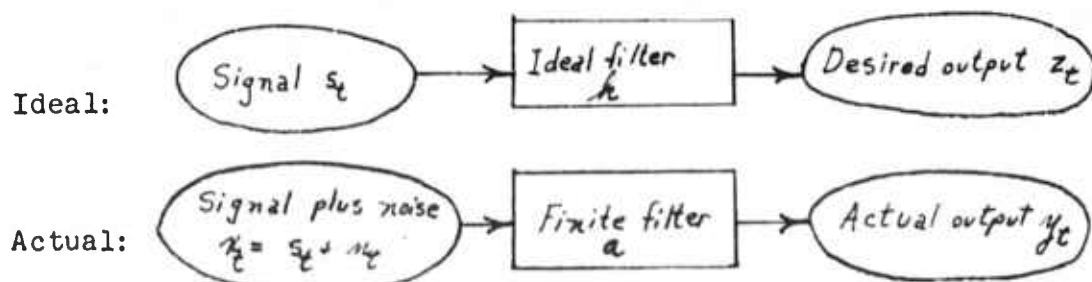 Ideal:
Signal s_t
Ideal filter
h
Desired output z_t
Actual:
Signal plus noise
x_t = s_t + n_t
Finite filter
a
Actual output y_t